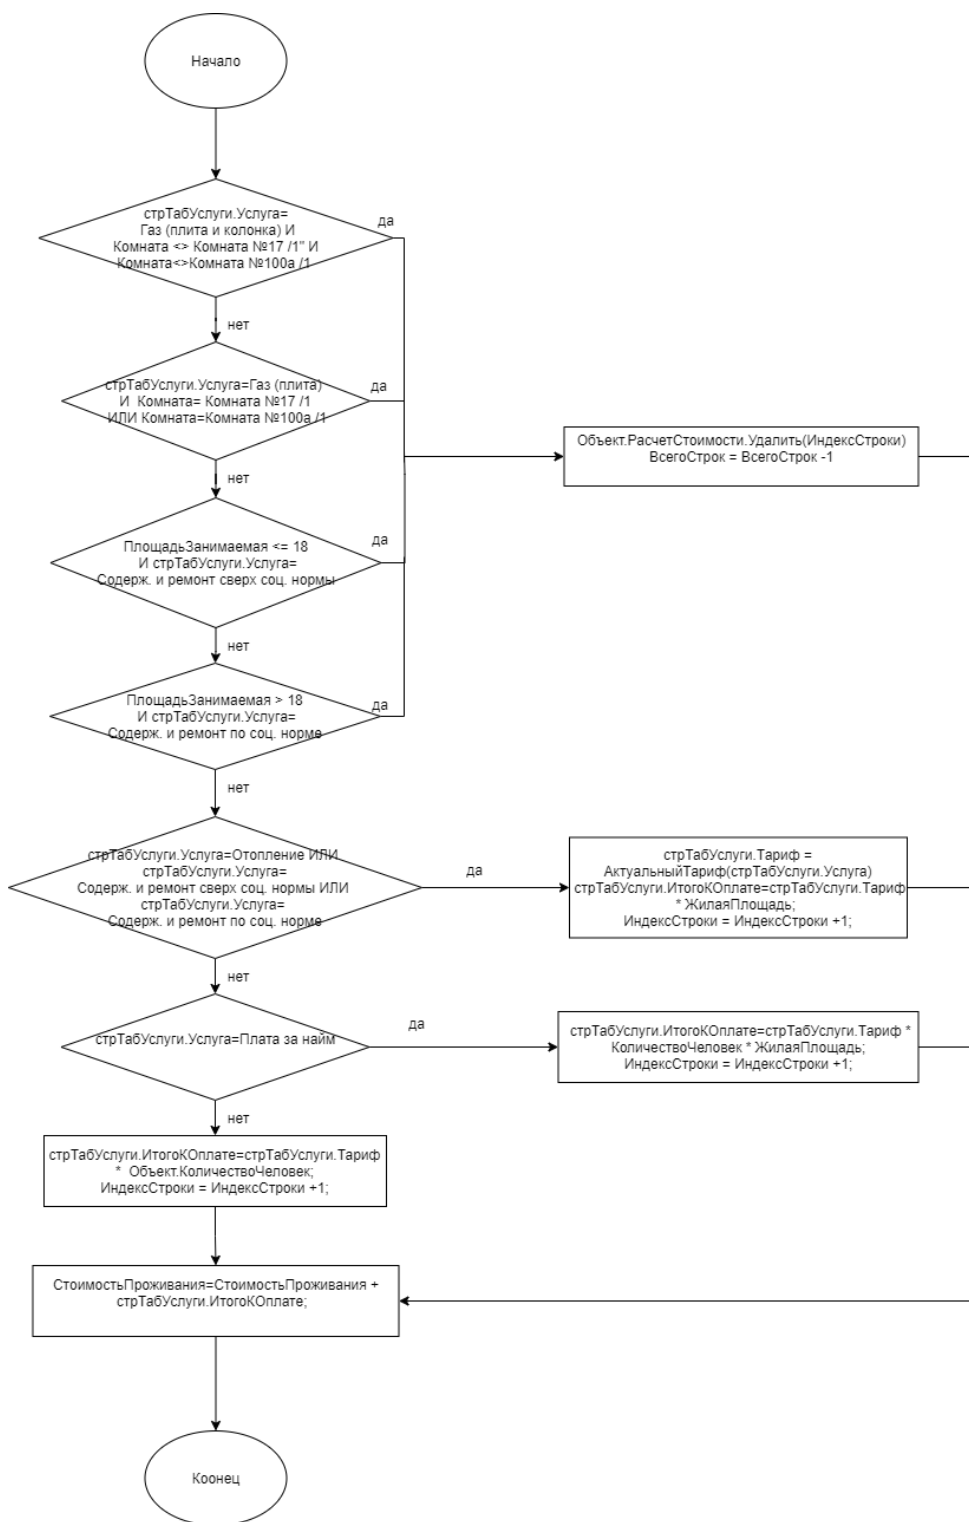 Начало
стрТабУслуги.Услуга=
Газ (плита и колонка) И
Комната <> Комната №17 /1" И
Комната<>Комната №100а /1
да
нет
стрТабУслуги.Услуга=Газ (плита)
И Комната= Комната №17 /1
ИЛИ Комната=Комната №100а /1
да
Объект.РасчетСтоимости.Удалить(ИндексСтроки)
ВсегоСтрок = ВсегоСтрок -1
нет
ПлощадьЗанимаемая <= 18
И стрТабУслуги.Услуга=
Содерж. и ремонт сверх соц. нормы
да
нет
ПлощадьЗанимаемая > 18
И стрТабУслуги.Услуга=
Содерж. и ремонт по соц. норме
да
нет
стрТабУслуги.Услуга=Отопление ИЛИ
стрТабУслуги.Услуга=
Содерж. и ремонт сверх соц. нормы ИЛИ
стрТабУслуги.Услуга=
Содерж. и ремонт по соц. норме
да
стрТабУслуги.Тариф =
АктуальныйТариф(стрТабУслуги.Услуга)
стрТабУслуги.ИтогоКОплате=стрТабУслуги.Тариф
* ЖилаяПлощадь;
ИндексСтроки = ИндексСтроки +1;
нет
стрТабУслуги.Услуга=Плата за найм
да
стрТабУслуги.ИтогоКОплате=стрТабУслуги.Тариф *
КоличествоЧеловек * ЖилаяПлощадь;
ИндексСтроки = ИндексСтроки +1;
нет
стрТабУслуги.ИтогоКОплате=стрТабУслуги.Тариф
* Объект.КоличествоЧеловек;
ИндексСтроки = ИндексСтроки +1;
СтоимостьПроживания=СтоимостьПроживания +
стрТабУслуги.ИтогоКОплате;
Коонец